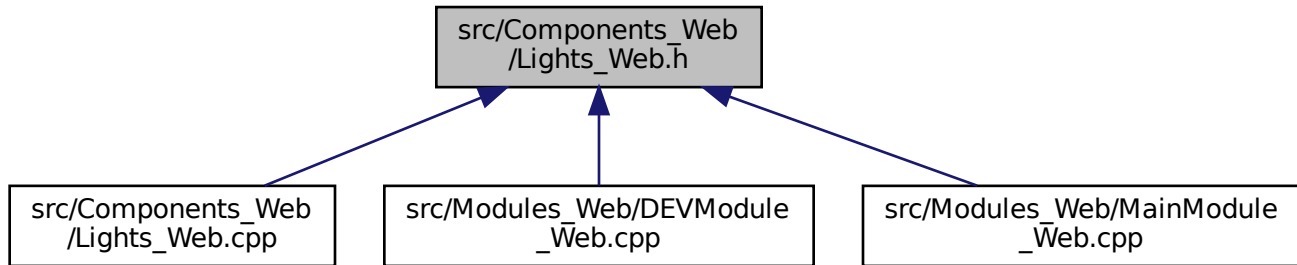 src/Components_Web
/Lights_Web.h
src/Components_Web
/Lights_Web.cpp
src/Modules_Web/DEVModule
_Web.cpp
src/Modules_Web/MainModule
_Web.cpp